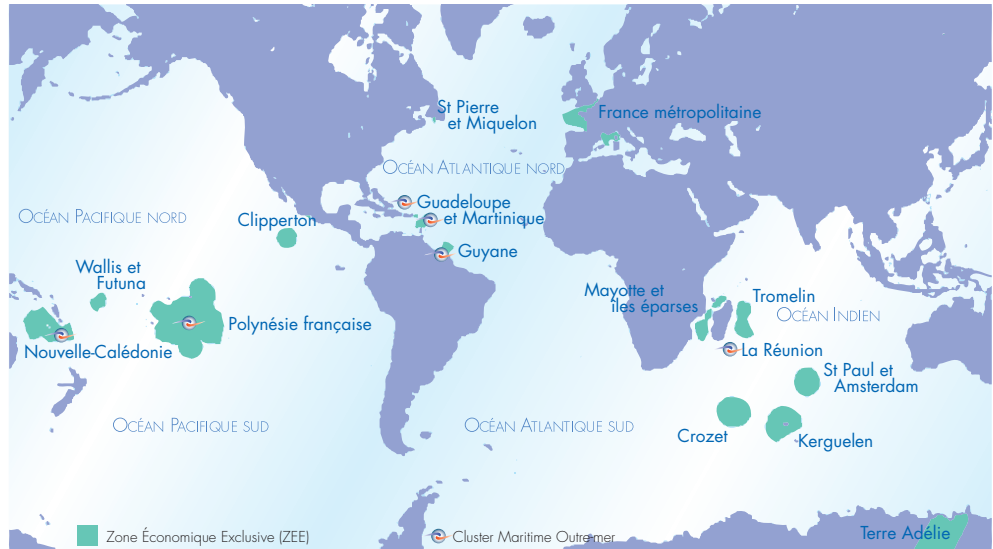 St Pierre
et Miquelon
France métropolitaine
OCÉAN ATLANTIQUE NORD
Guadeloupe
et Martinique
OCÉAN PACIFIQUE NORD
Clipperton
Guyane
Wallis et
Futuna
Mayotte et
îles éparses
Tromelin
OCÉAN INDIEN
Polynésie française
Nouvelle-Calédonie
La Réunion
St Paul et
Amsterdam
OCÉAN PACIFIQUE SUD
OCÉAN ATLANTIQUE SUD
Crozet
Kerguelen
Terre Adélie
Zone Économique Exclusive (ZEE)
Cluster Maritime Outre-mer